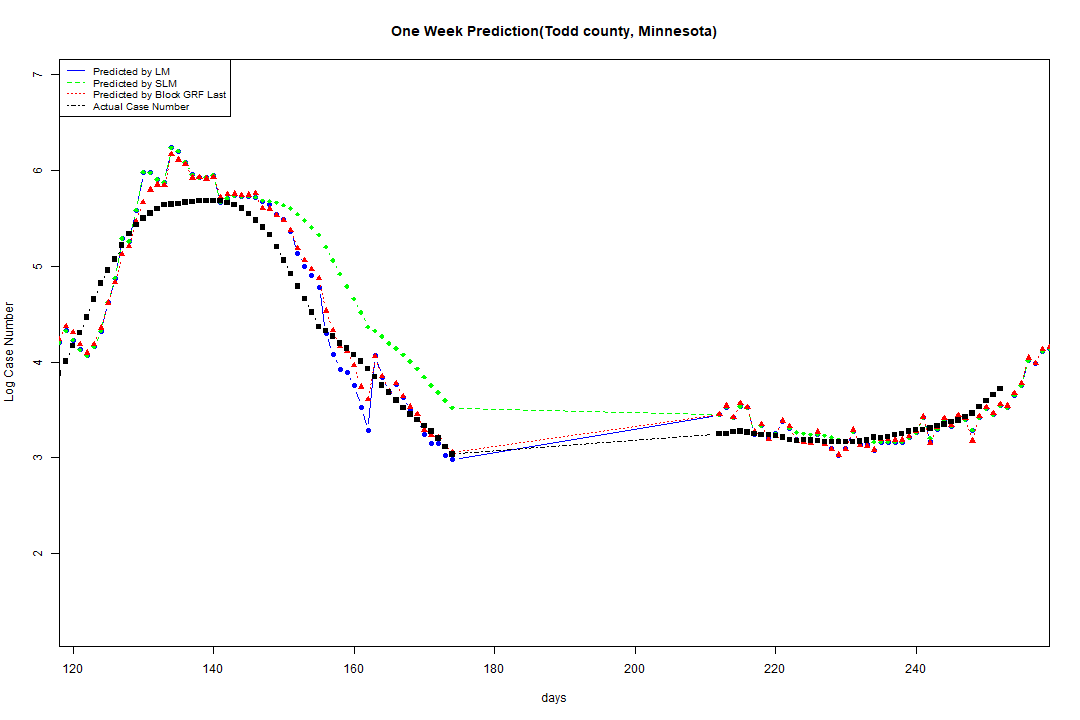 One Week Prediction(Todd county, Minnesota)
Predicted by LM
Predicted by SLM
Predicted by Block GRF Last
Actual Case Number
7
6
5
4
3
2
Log Case Number
120 140 160 180 200 220 240
days